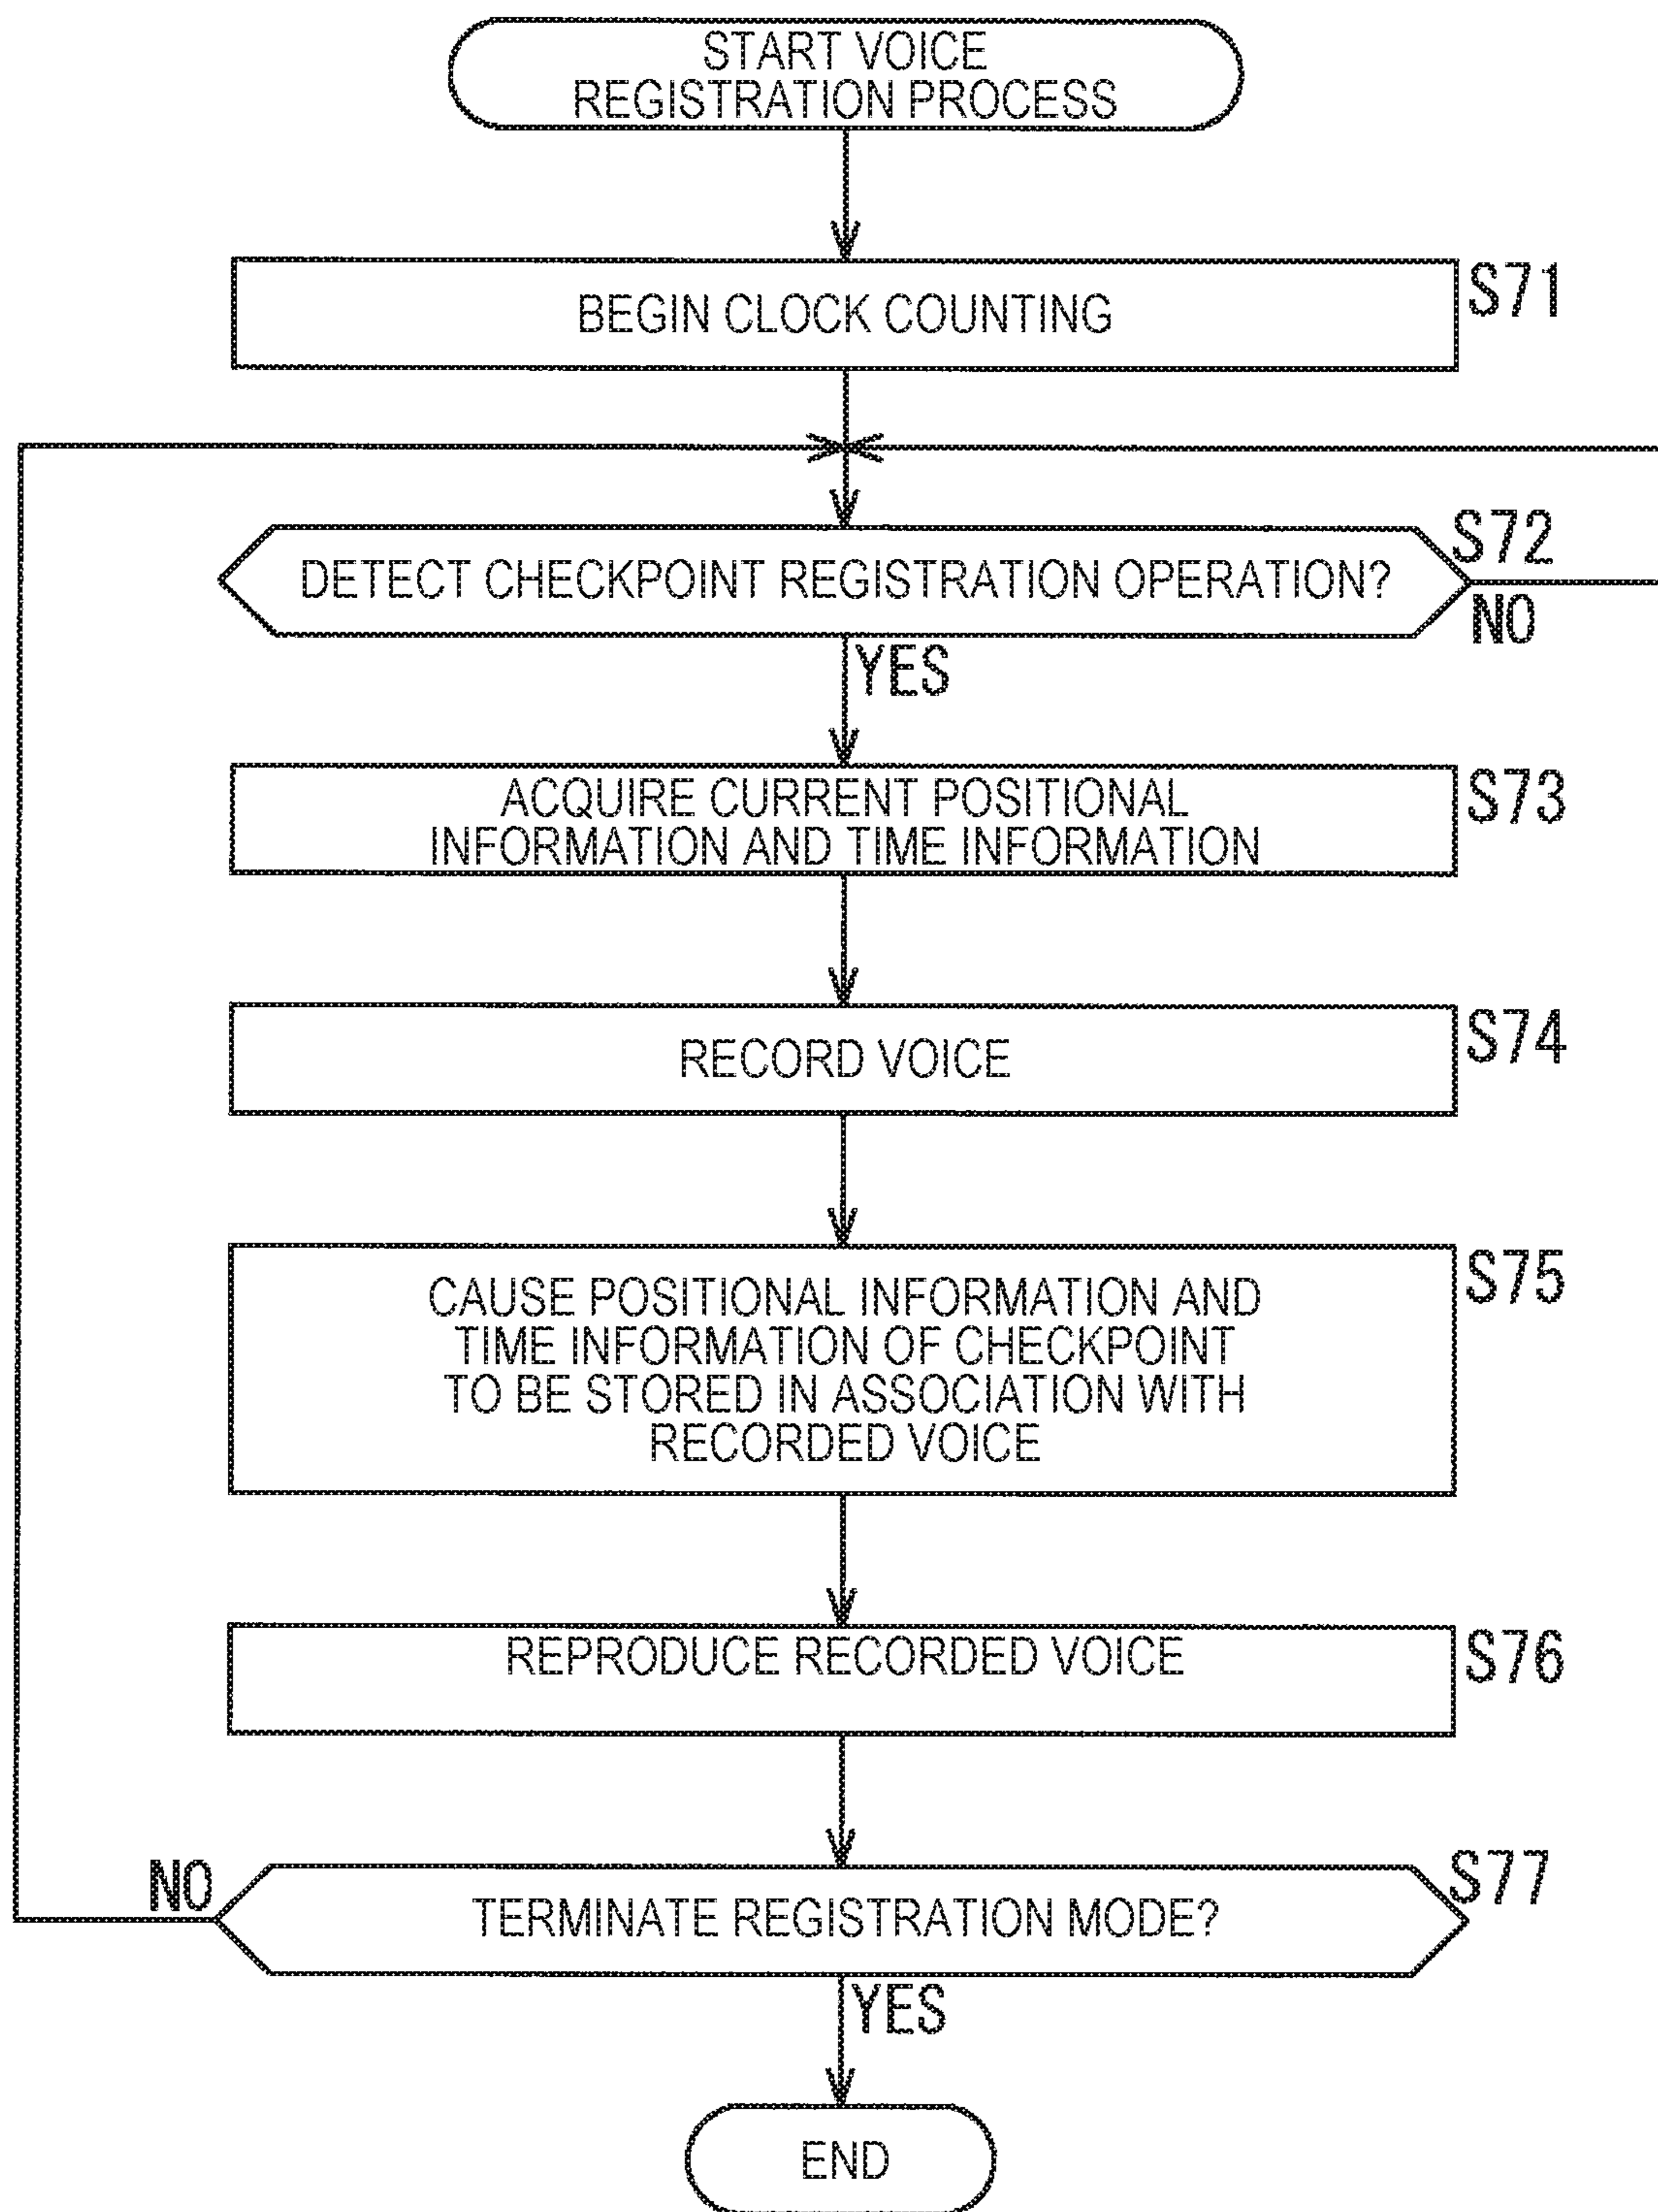 START VOICE
REGISTRATION PROCESS
BEGIN CLOCK COUNTING
S71
DETECT CHECKPOINT REGISTRATION OPERATION?
S72
NO
YES
ACQUIRE CURRENT POSITIONAL
INFORMATION AND TIME INFORMATION
S73
RECORD VOICE
S74
CAUSE POSITIONAL INFORMATION AND
TIME INFORMATION OF CHECKPOINT
TO BE STORED IN ASSOCIATION WITH
RECORDED VOICE
S75
REPRODUCE RECORDED VOICE
S76
NO
TERMINATE REGISTRATION MODE?
S77
YES
END